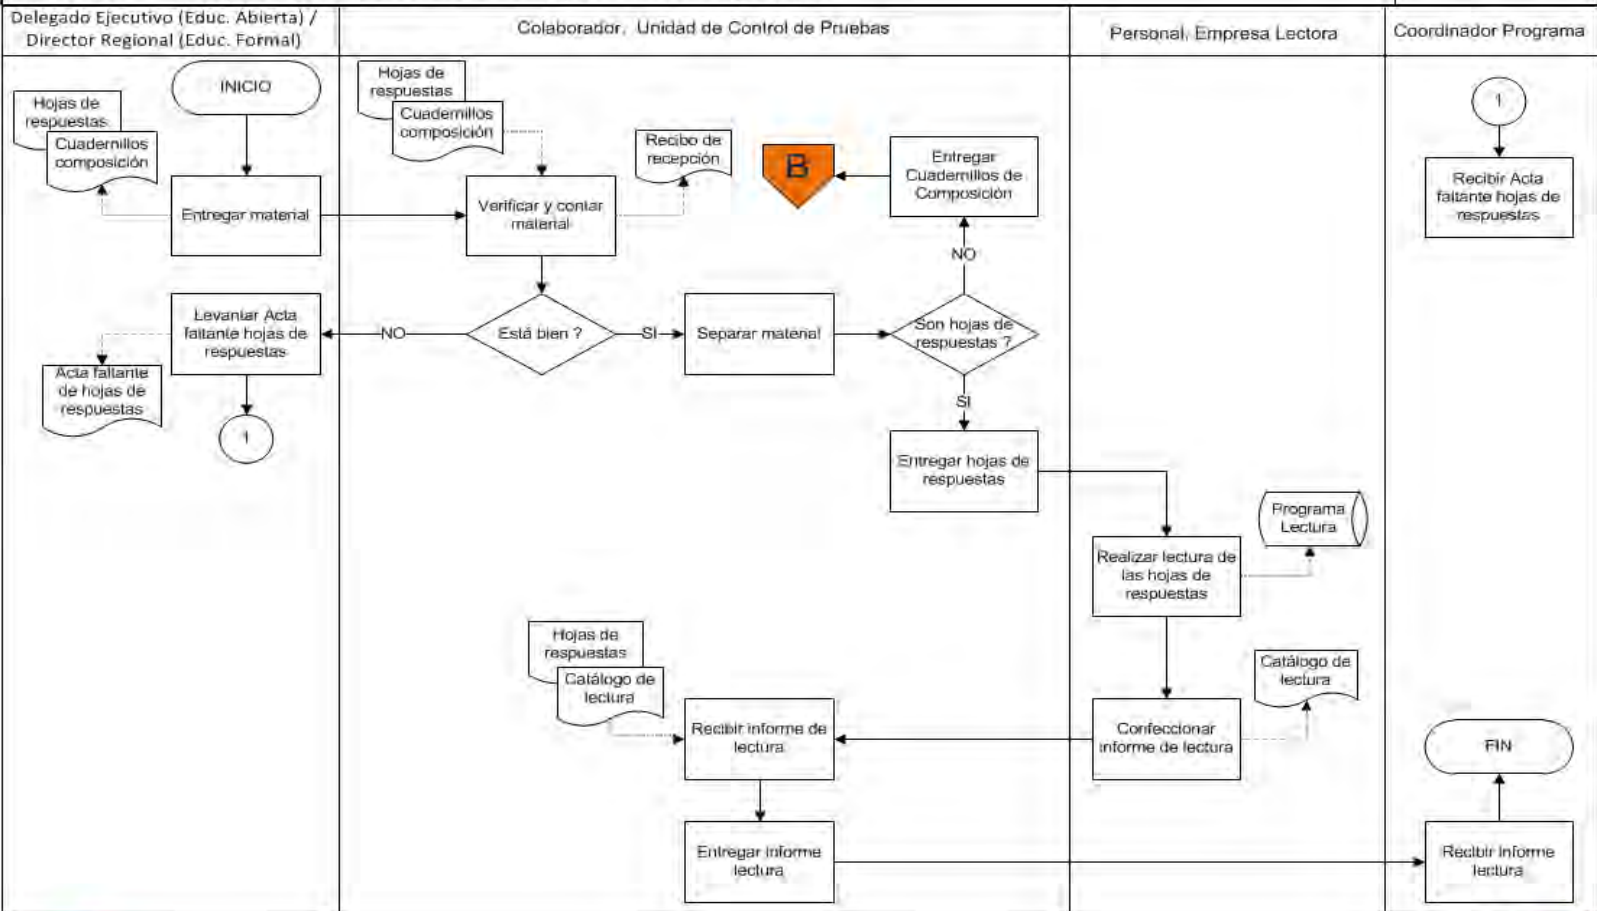 Delegado Ejecutivo (Educ. Abierta) /
Director Regional (Educ. Formal)
Colaborador, Unidad de Control de Pruebas
Personal, Empresa Lectora
Coordinador Programa
INICIO
Hojas de
respuestas
Cuadernillos
composición
Entregar material
Hojas de
respuestas
Cuadernillos
composición
Verificar y contar
material
Recibo de
recepción
B
Entregar
Cuadernillos de
Composición
1
Recibir Acta
faltante hojas de
respuestas
NO
Levantar Acta
faltante hojas de
respuestas
NO
Está bien ?
SI
Separar material
Son hojas de
respuestas ?
Acta faltante
de hojas de
respuestas
1
SI
Entregar hojas de
respuestas
Programa
Lectura
Realizar lectura de
las hojas de
respuestas
Hojas de
respuestas
Catálogo de
lectura
Catálogo de
lectura
Recibir informe de
lectura
Confeccionar
informe de lectura
FIN
Entregar informe
lectura
Recibir informe
lectura